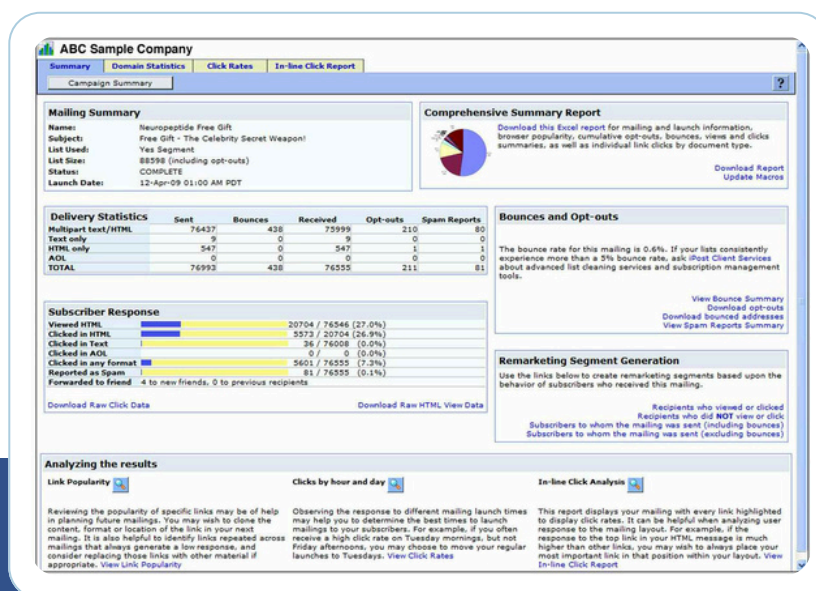 ABC Sample Company
Summary Domain Statistics Click Rates In-line Click Report
Campaign Summary ?
Mailing Summary
Name: Neuropeptide Free Gift
Subject: Free Gift - The Celebrity Secret Weapon!
List Used: Yes Segment
List Size: 88598 (including opt-outs)
Status: COMPLETE
Launch Date: 12-Apr-09 01:00 AM PDT
Comprehensive Summary Report
Download this Excel report for mailing and launch information,
browser popularity, cumulative opt-outs, bounces, views and clicks
summaries, as well as individual link clicks by document type.
Download Report
Update Macros
Delivery Statistics Sent Bounces Received Opt-outs Spam Reports
Multipart text/HTML 76437 438 75999 210 80
Text only 9 0 9 0 0
HTML only 547 0 547 1 1
AOL 0 0 0 0 0
TOTAL 76993 438 76555 211 81
Bounces and Opt-outs
The bounce rate for this mailing is 0.6%. If your lists consistently
experience more than a 5% bounce rate, ask iPost Client Services
about advanced list cleaning services and subscription management
tools.
View Bounce Summary
Download opt-outs
Download bounced addresses
View Spam Reports Summary
Subscriber Response
Viewed HTML 20704 / 76546 (27.0%)
Clicked in HTML 5573 / 20704 (26.9%)
Clicked in Text 36 / 76008 (0.0%)
Clicked in AOL 0 / 0 (0.0%)
Clicked in any format 5601 / 76555 (7.3%)
Reported as Spam 81 / 76555 (0.1%)
Forwarded to friend 4 to new friends, 0 to previous recipients
Download Raw Click Data Download Raw HTML View Data
Remarketing Segment Generation
Use the links below to create remarketing segments based upon the
behavior of subscribers who received this mailing.
Recipients who viewed or clicked
Recipients who did NOT view or click
Subscribers to whom the mailing was sent (including bounces)
Subscribers to whom the mailing was sent (excluding bounces)
Analyzing the results
Link Popularity
Reviewing the popularity of specific links may be of help
in planning future mailings. You may wish to clone the
content, format or location of the link in your next
mailing. It is also helpful to identify links repeated across
mailings that always generate a low response, and
consider replacing those links with other material if
appropriate. View Link Popularity
Clicks by hour and day
Observing the response to different mailing launch times
may help you to determine the best times to launch
mailings to your subscribers. For example, if you often
receive a high click rate on Tuesday mornings, but not
Friday afternoons, you may choose to move your regular
launches to Tuesdays. View Click Rates
In-line Click Analysis
This report displays your mailing with every link highlighted
to display click rates. It can be helpful when analyzing user
response to the mailing layout. For example, if the
response to the top link in your HTML message is much
higher than other links, you may wish to always place your
most important link in that position within your layout. View
In-line Click Report